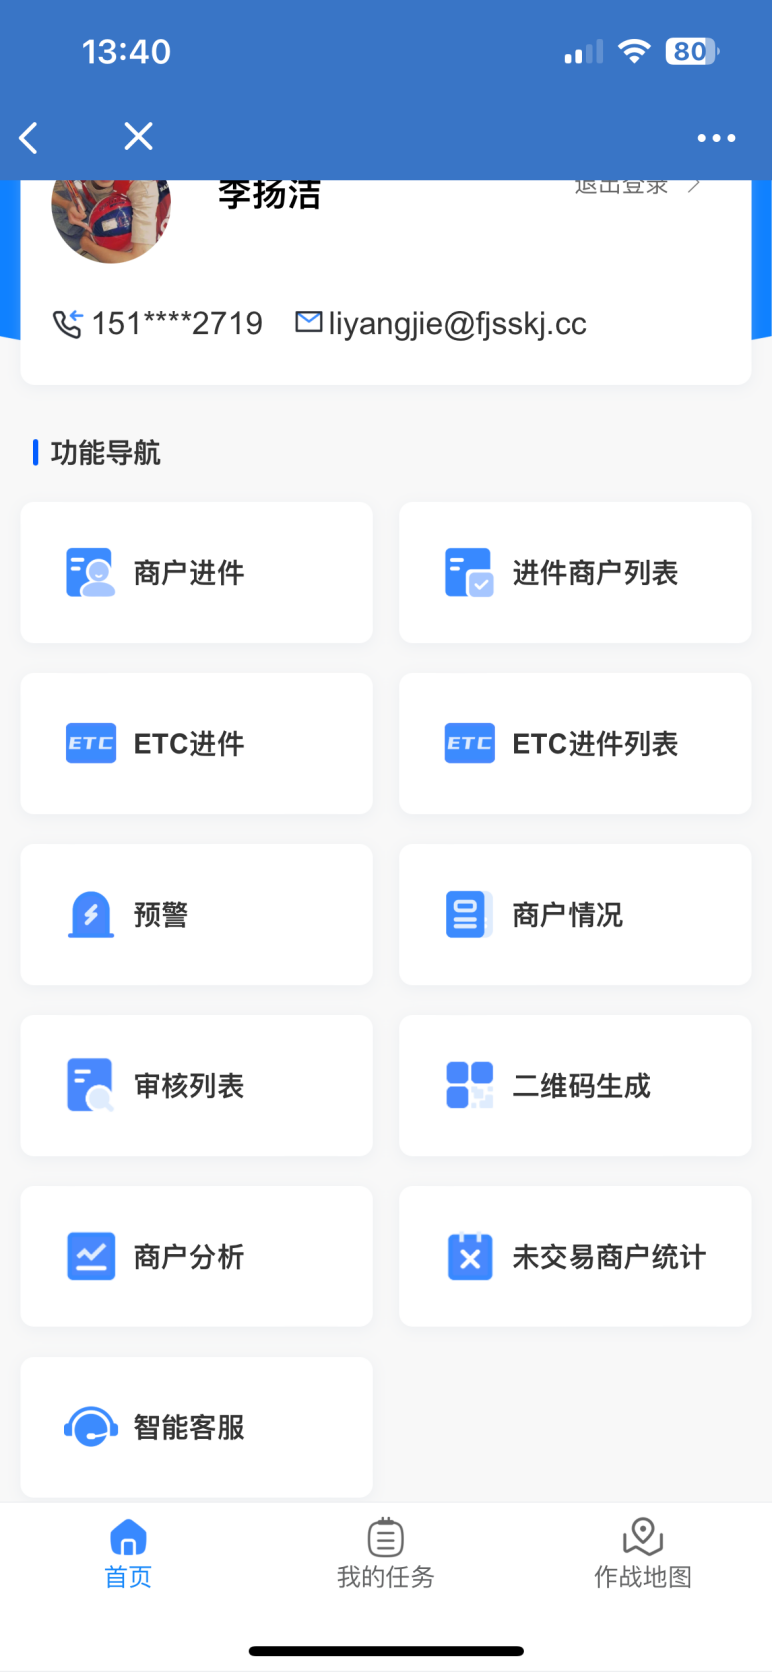 13:40
80
李扬洁
退出登录
151****2719
liyangjie@fjsskj.cc
功能导航
商户进件
进件商户列表
ETC
ETC进件
ETC
ETC进件列表
预警
商户情况
审核列表
二维码生成
商户分析
未交易商户统计
智能客服
首页
我的任务
作战地图